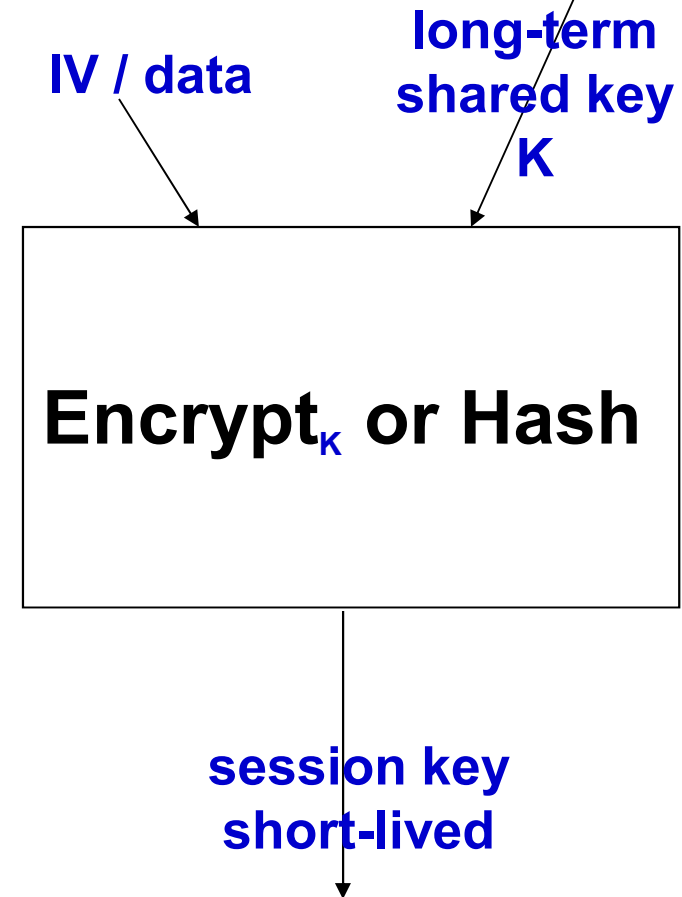 IV / data
long-term
shared key
K
Encryptₖ or Hash
session key
short-lived